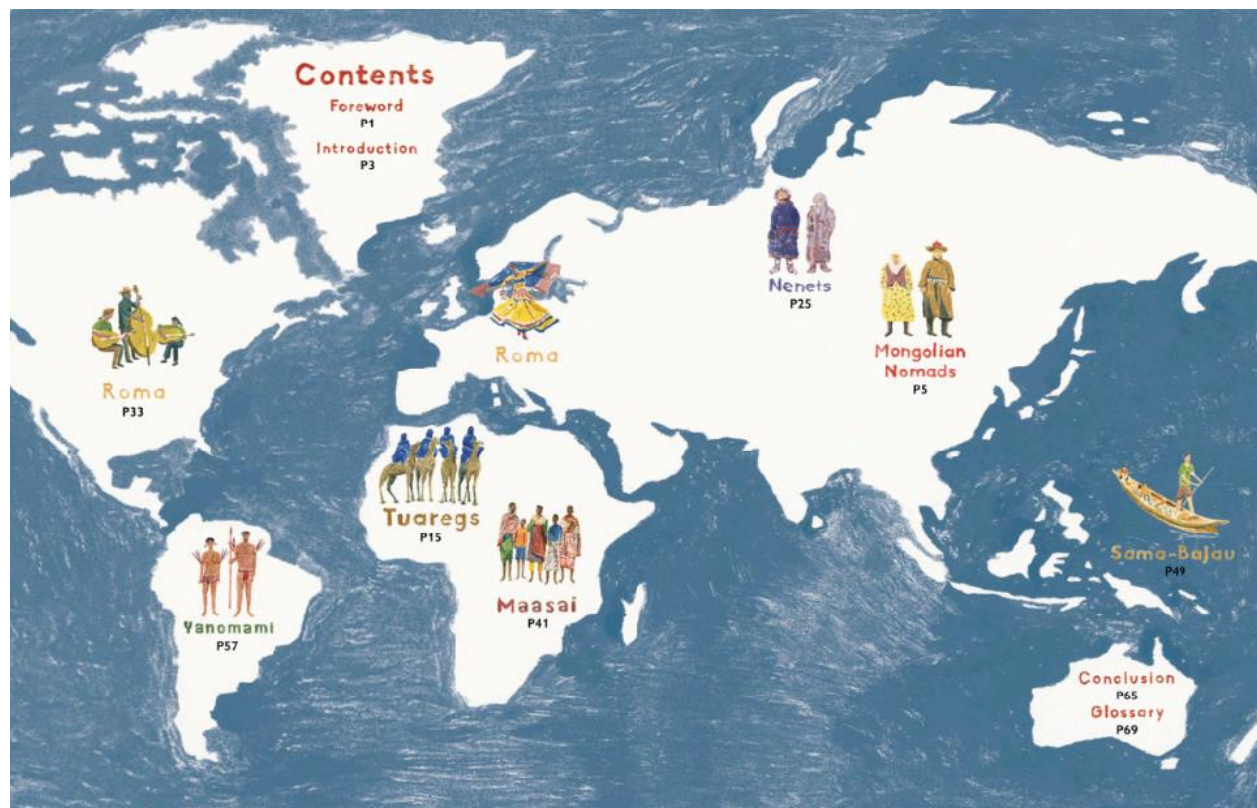 Contents
Foreword
P1
Introduction
P3
Roma
P33
Roma
Nenets
P25
Mongolian
Nomads
P5
Tuaregs
P15
Maasai
P41
Yanomami
P57
Sama-Bajau
P49
Conclusion
P65
Glossary
P69